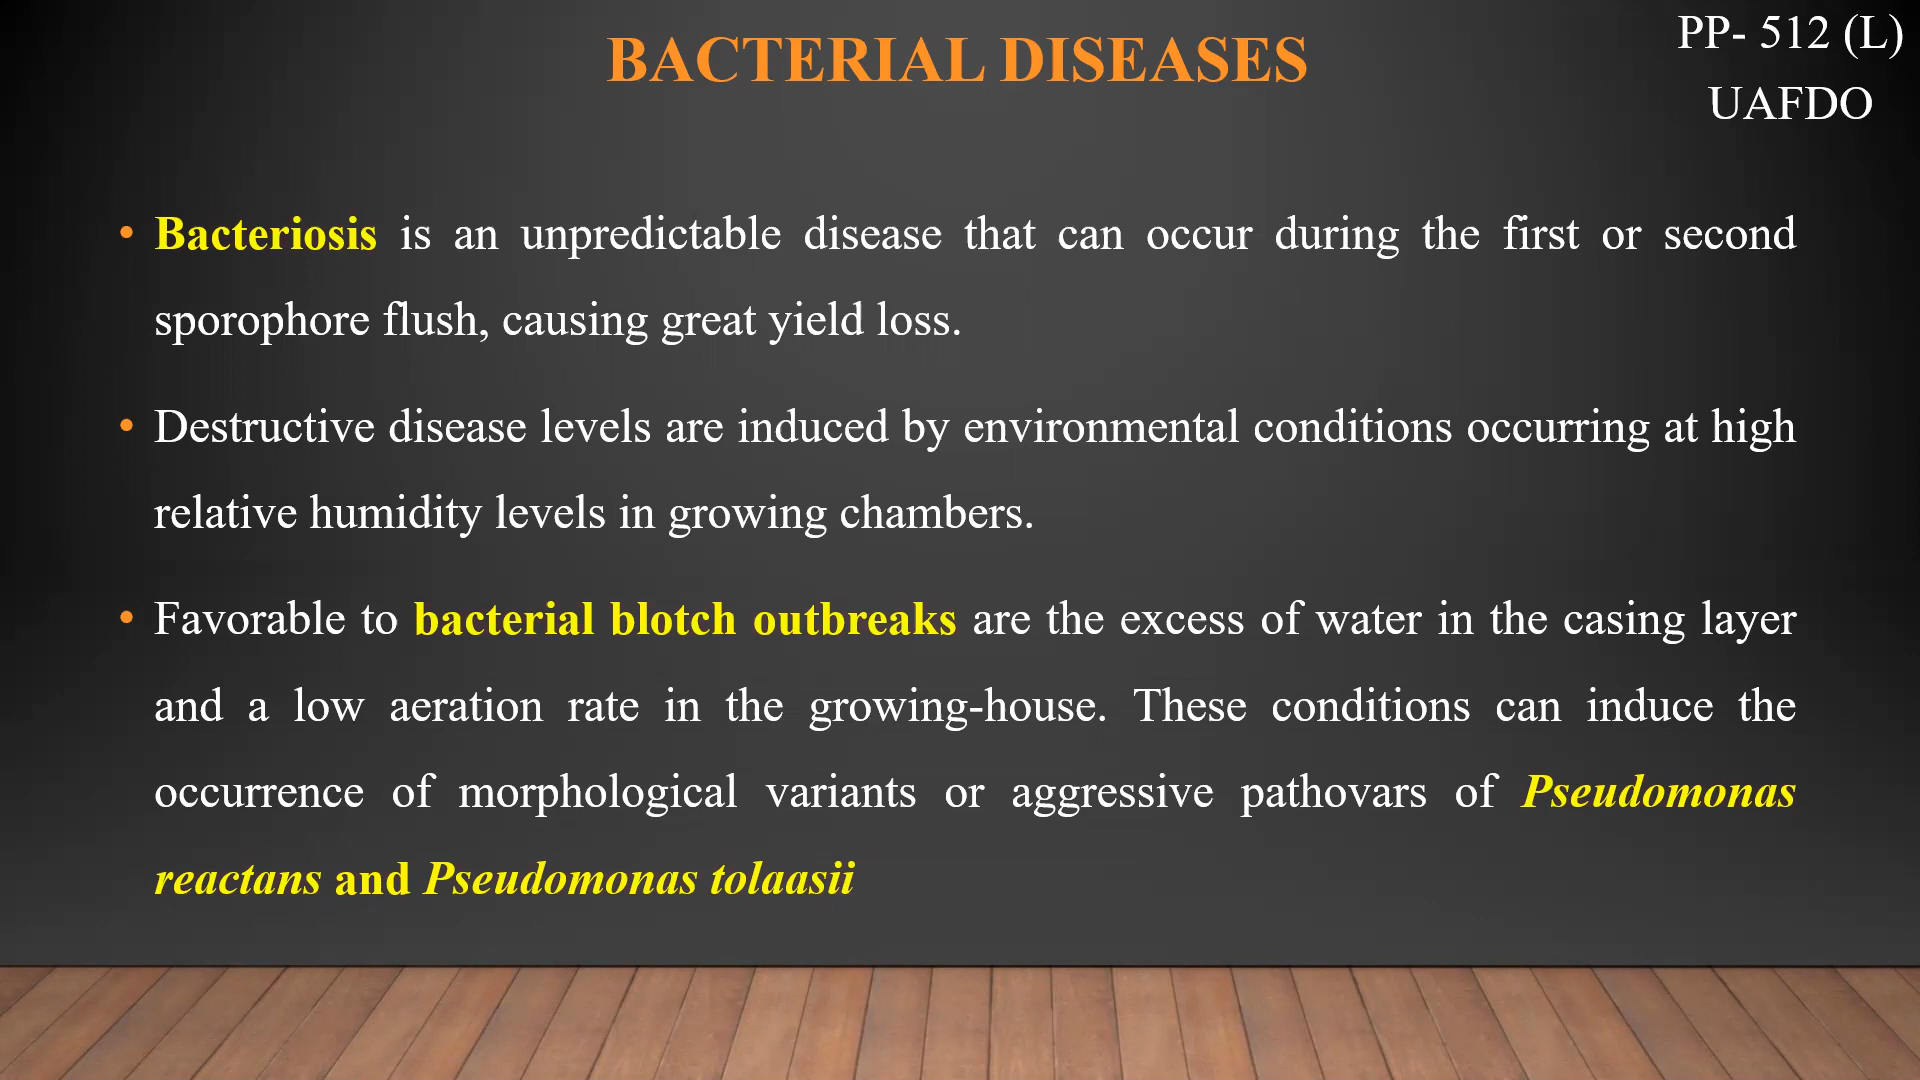 BACTERIAL DISEASES
PP- 512 (L)
UAFDO
• Bacteriosis is an unpredictable disease that can occur during the first or second
sporophore flush, causing great yield loss.
• Destructive disease levels are induced by environmental conditions occurring at high
relative humidity levels in growing chambers.
• Favorable to bacterial blotch outbreaks are the excess of water in the casing layer
and a low aeration rate in the growing-house. These conditions can induce the
occurrence of morphological variants or aggressive pathovars of Pseudomonas
reactans and Pseudomonas tolaasii